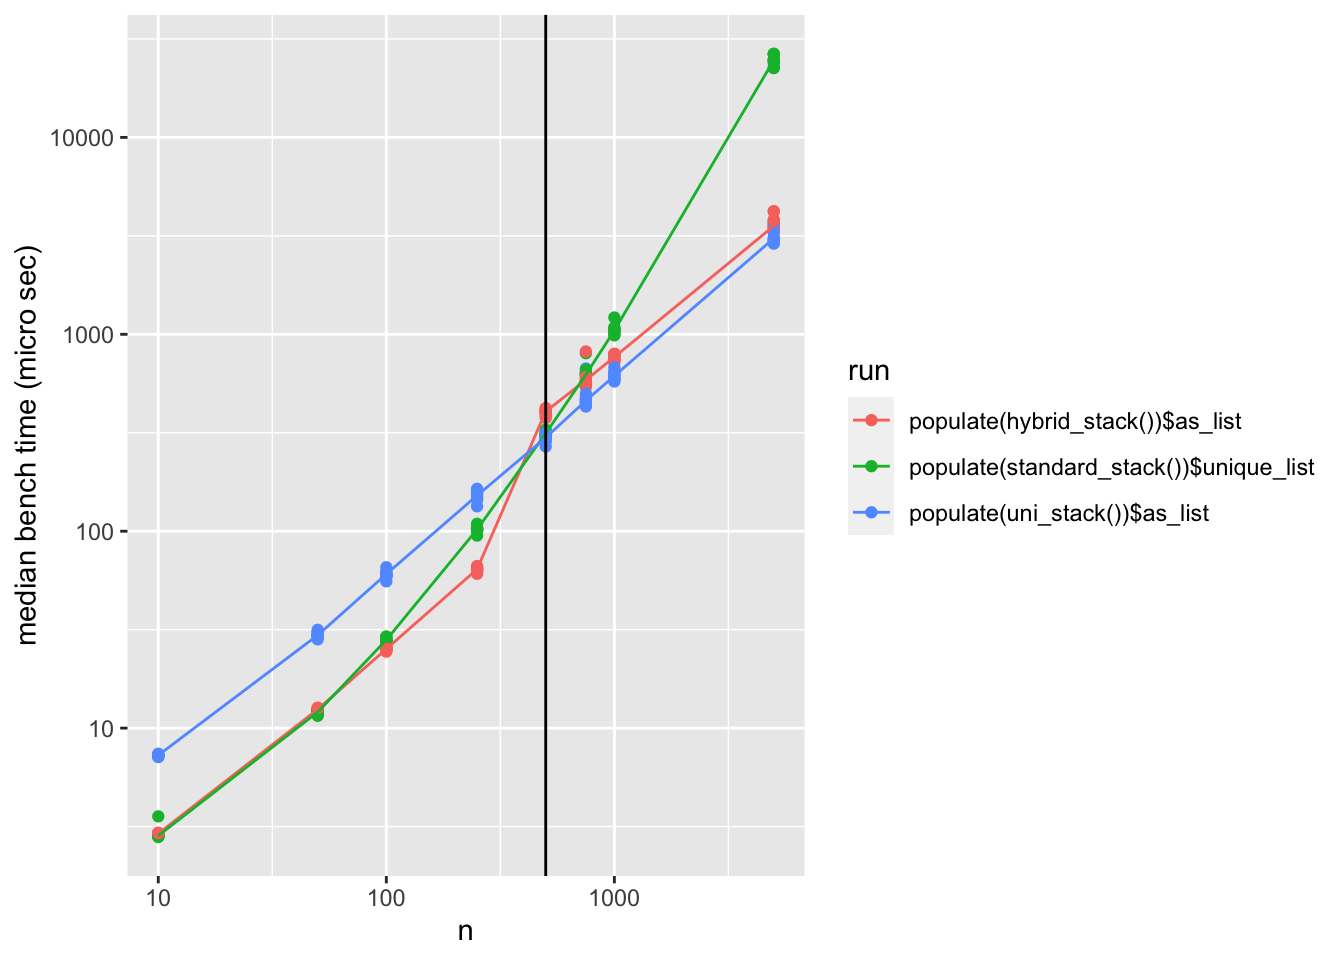 median bench time (micro sec)
10000
1000
100
10
10
100
1000
n
run
populate(hybrid_stack())$as_list
populate(standard_stack())$unique_list
populate(uni_stack())$as_list